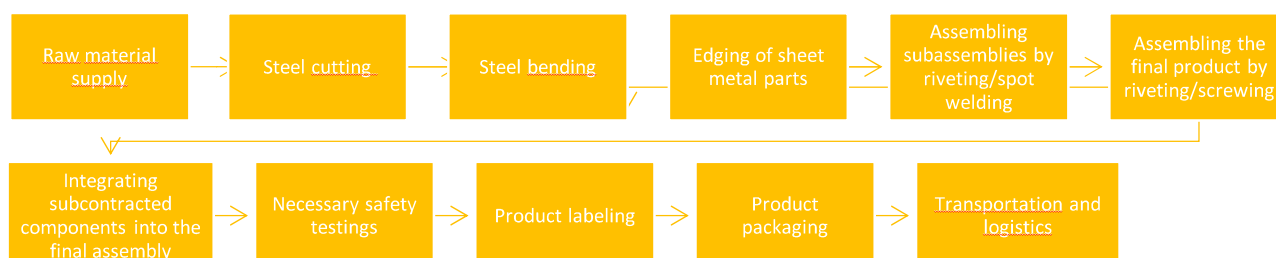 Raw material
supply
Steel cutting
Steel bending
Edging of sheet
metal parts
Assembling
subassemblies by
riveting/spot
welding
Assembling the
final product by
riveting/screwing
Integrating
subcontracted
components into the
final assembly
Necessary safety
testings
Product labeling
Product
packaging
Transportation and
logistics